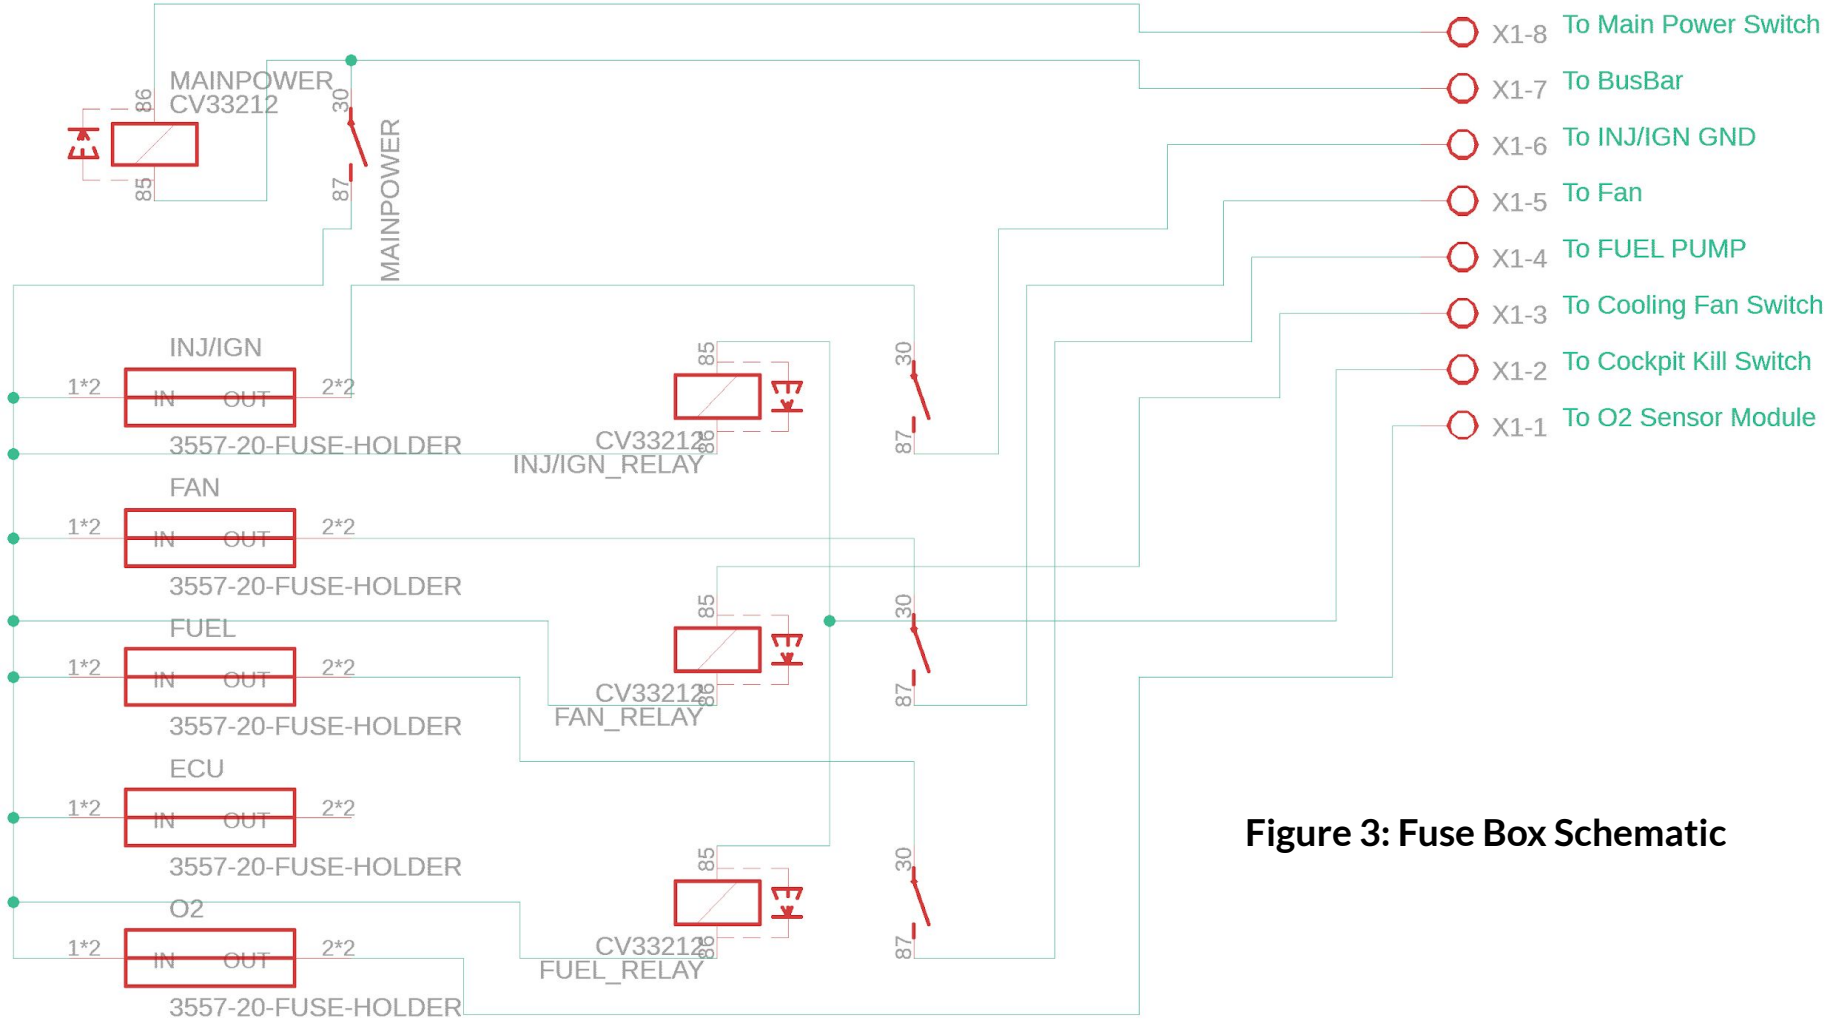 X1-8 To Main Power Switch
MAINPOWER
CV33212
86
85
30
87
MAINPOWER
X1-7 To BusBar
X1-6 To INJ/IGN GND
X1-5 To Fan
X1-4 To FUEL PUMP
X1-3 To Cooling Fan Switch
X1-2 To Cockpit Kill Switch
X1-1 To O2 Sensor Module
INJ/IGN
1*2 IN OUT 2*2
3557-20-FUSE-HOLDER
85
86
CV33212
INJ/IGN_RELAY
30
87
FAN
1*2 IN OUT 2*2
3557-20-FUSE-HOLDER
FUEL
1*2 IN OUT 2*2
3557-20-FUSE-HOLDER
85
86
CV33212
FAN_RELAY
30
87
ECU
1*2 IN OUT 2*2
3557-20-FUSE-HOLDER
O2
1*2 IN OUT 2*2
3557-20-FUSE-HOLDER
85
86
CV33212
FUEL_RELAY
30
87
Figure 3: Fuse Box Schematic